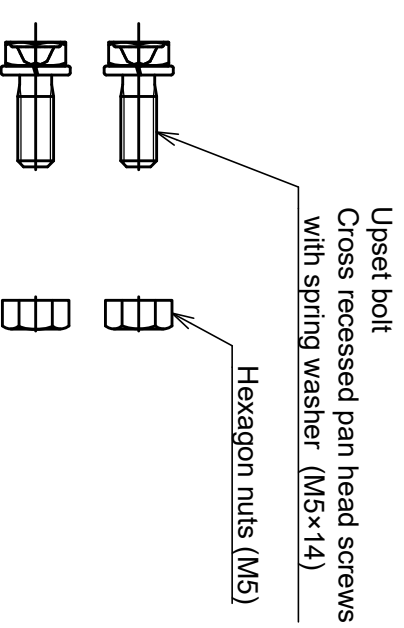 Upset bolt
Cross recessed pan head screws
with spring washer (M5×14)
Hexagon nuts (M5)